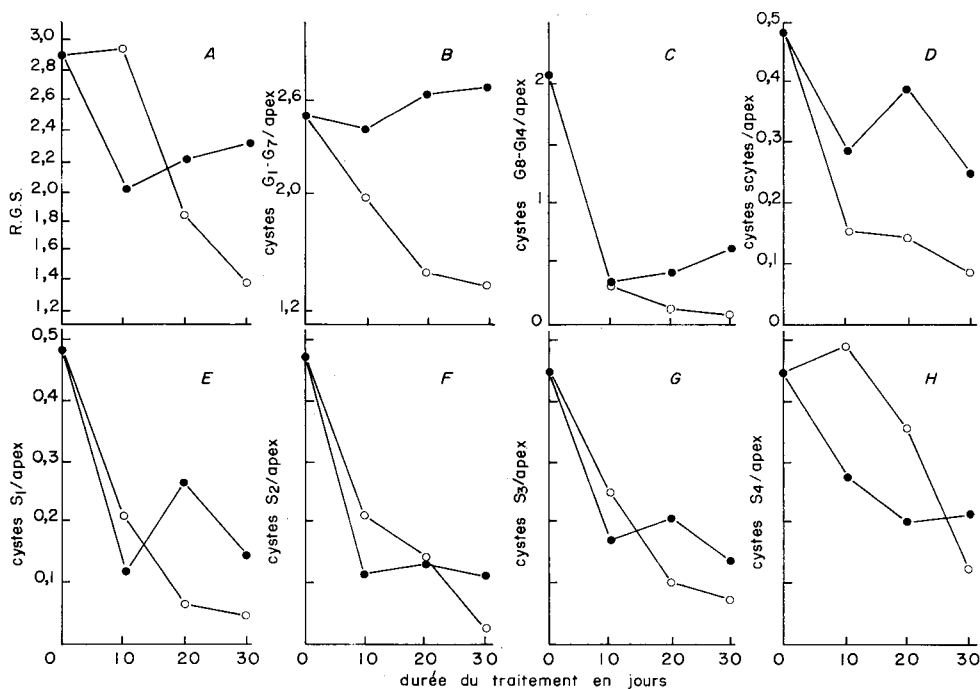 R.G.S.
3,0
2,8
2,6
2,4
2,2
2,0
1,8
1,6
1,4
1,2
A
cystes G1-G7/apex
2,6
2,0
1,2
B
cystes G8-G14/apex
2
1
0
C
cystes scytes/apex
0,5
0,4
0,3
0,2
0,1
0
D
cystes S1/apex
0,5
0,4
0,3
0,2
0,1
E
0 10 20 30
cystes S2/apex
F
0 10 20 30
cystes S3/apex
G
0 10 20 30
cystes S4/apex
H
0 10 20 30
durée du traitement en jours